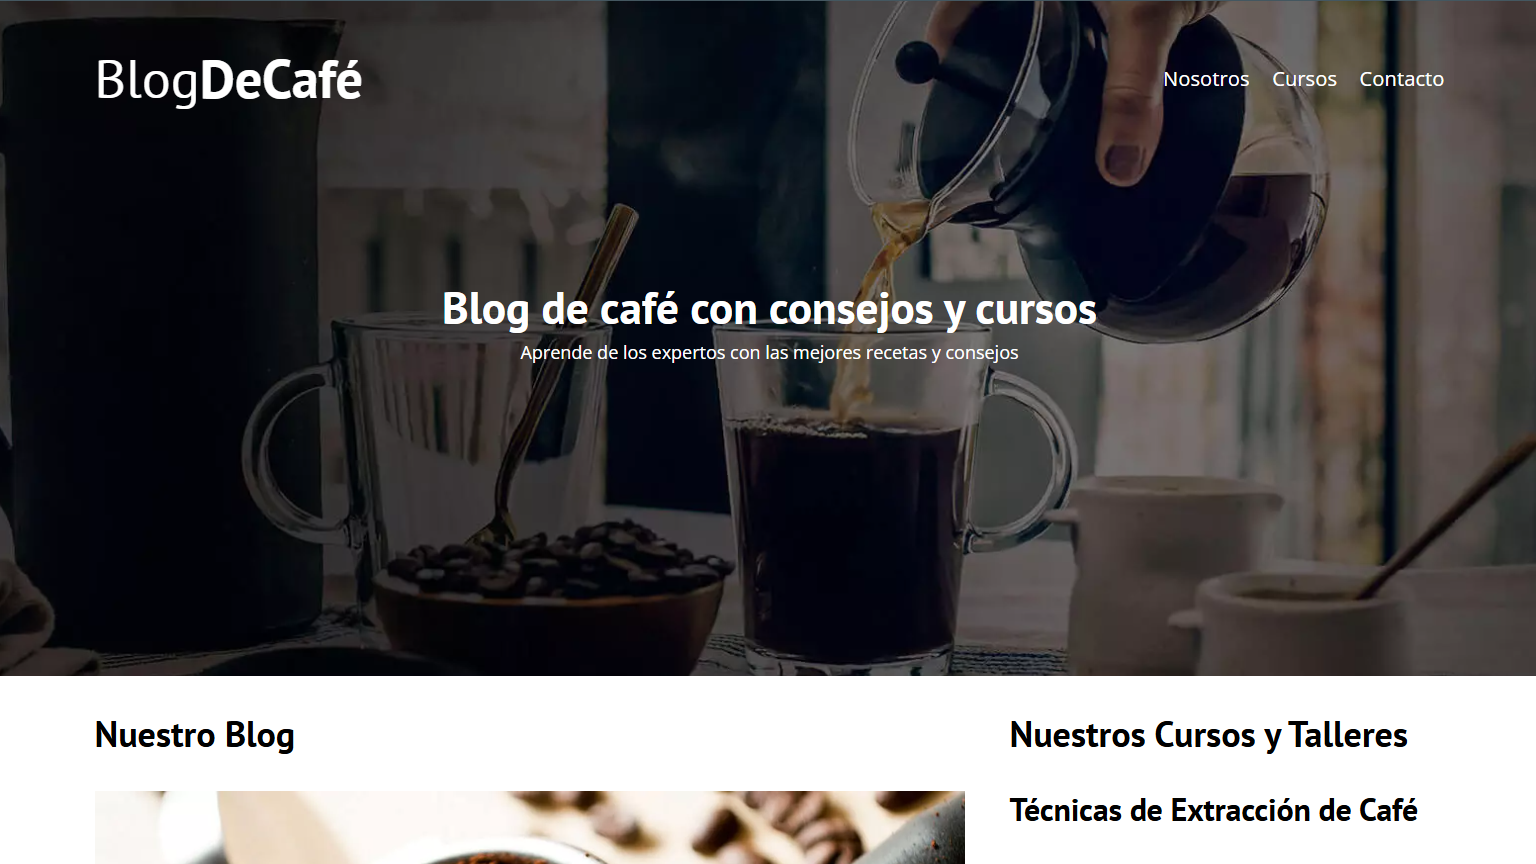 BlogDeCafé
Nosotros Cursos Contacto
Blog de café con consejos y cursos
Aprende de los expertos con las mejores recetas y consejos
Nuestro Blog
Nuestros Cursos y Talleres
Técnicas de Extracción de Café